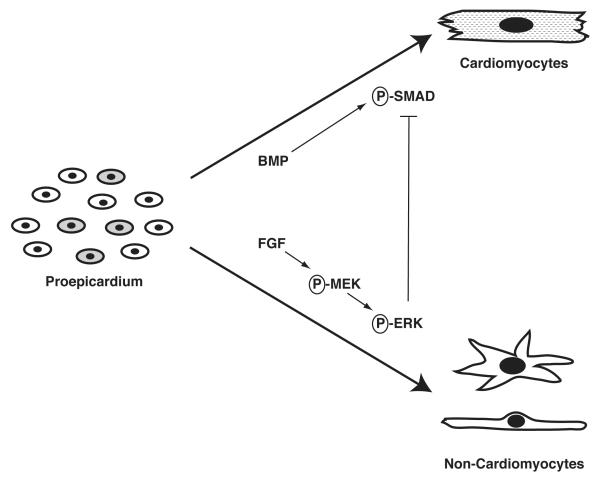 Cardiomyocytes
P-SMAD
BMP
FGF
P-MEK
Proepicardium
P-ERK
Non-Cardiomyocytes